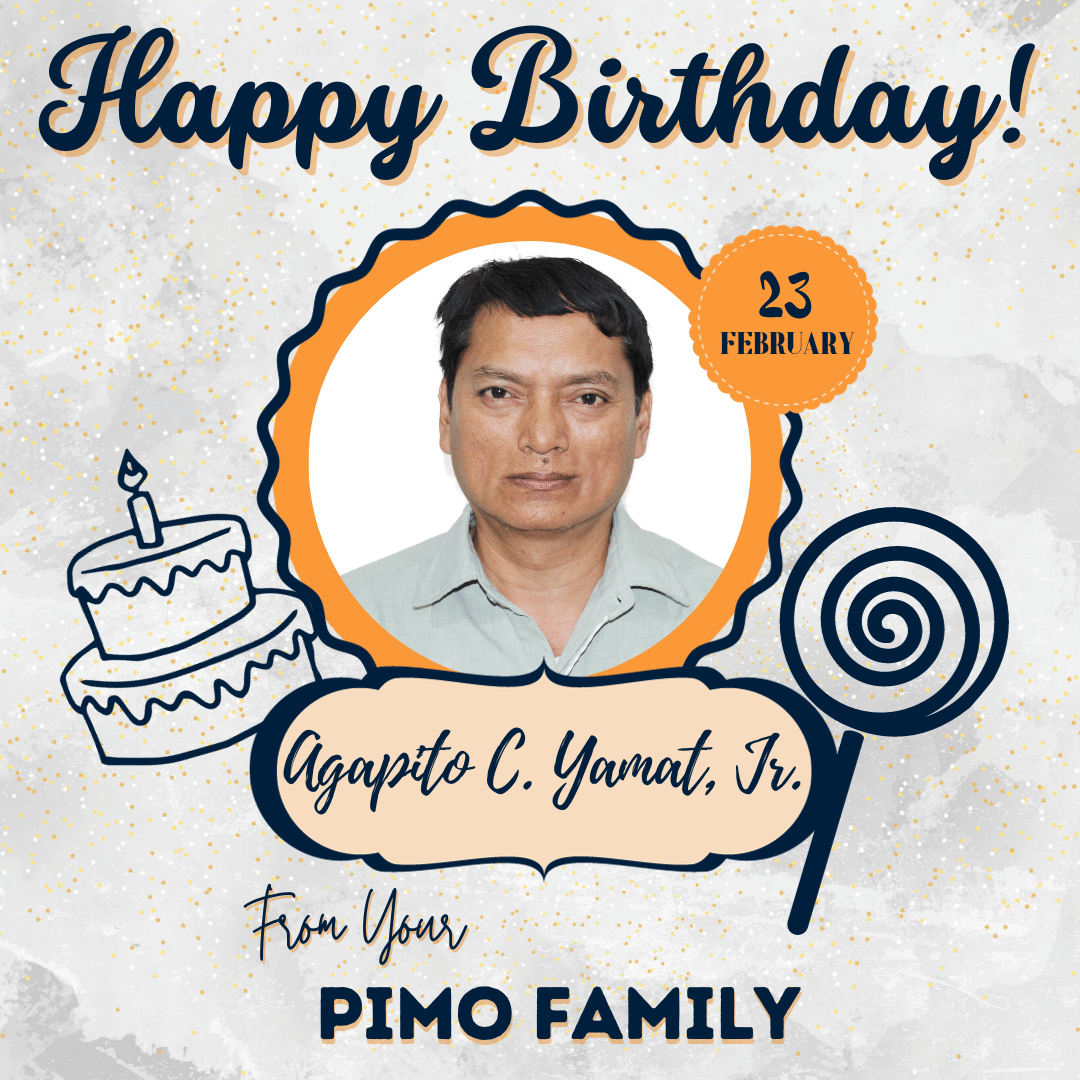 Happy Birthday!
23
FEBRUARY
Agapito C. Yamat, Jr.
From Your
PIMO FAMILY